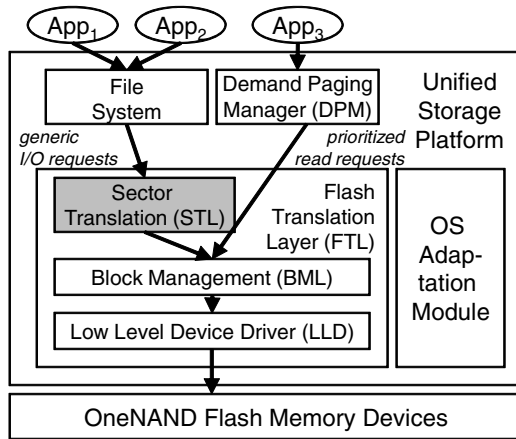 App1
App2
App3
File
System
Demand Paging
Manager (DPM)
Unified
Storage
Platform
generic
I/O requests
prioritized
read requests
Sector
Translation (STL)
Flash
Translation
Layer (FTL)
OS
Adap-
tation
Module
Block Management (BML)
Low Level Device Driver (LLD)
OneNAND Flash Memory Devices